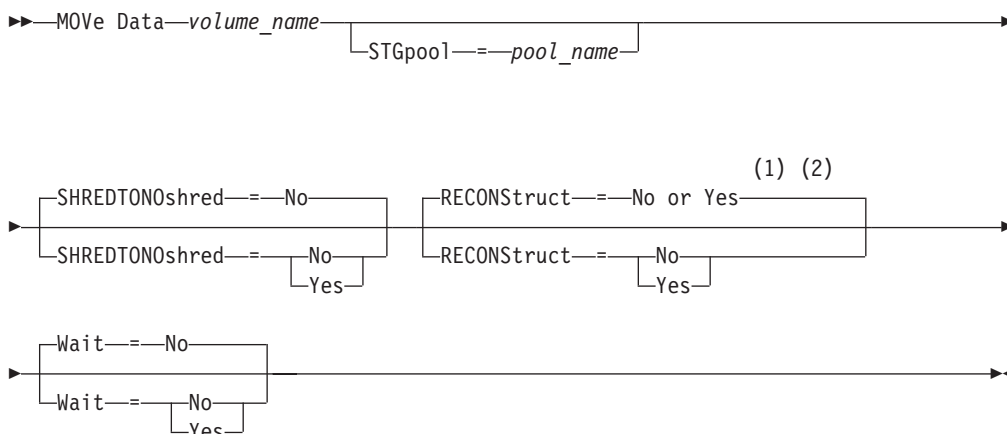 MOVe Data volume_name
STGpool = pool_name
(1) (2)
SHREDTONOshred = No RECONStruct = No or Yes
SHREDTONOshred = No RECONStruct = No
Yes Yes
Wait = No
Wait = No
Yes